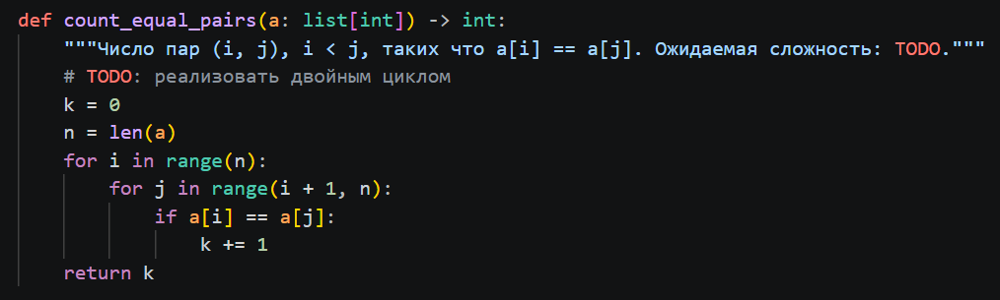 def count_equal_pairs(a: list[int]) -> int:
    """Число пар (i, j), i < j, таких что a[i] == a[j]. Ожидаемая сложность: TODO."""
    # TODO: реализовать двойным циклом
    k = 0
    n = len(a)
    for i in range(n):
        for j in range(i + 1, n):
            if a[i] == a[j]:
                k += 1
    return k